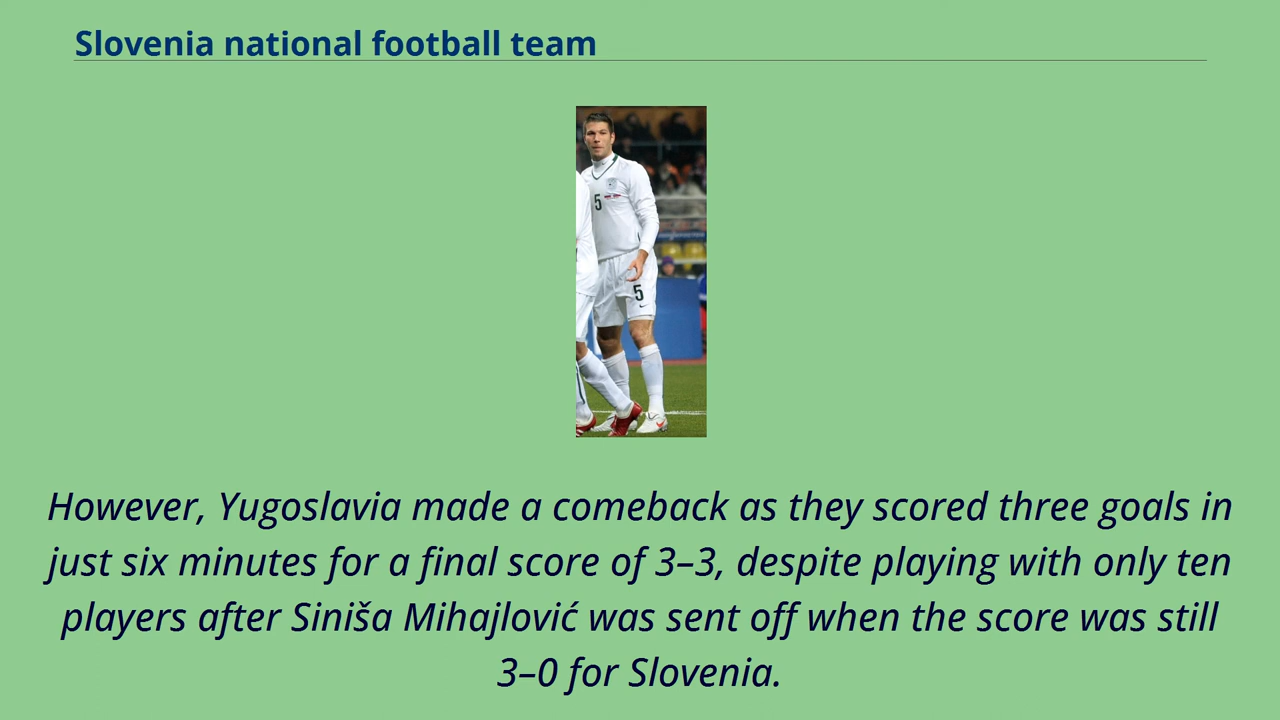 Slovenia national football team
5
5
However, Yugoslavia made a comeback as they scored three goals in
just six minutes for a final score of 3–3, despite playing with only ten
players after Siniša Mihajlović was sent off when the score was still
3–0 for Slovenia.